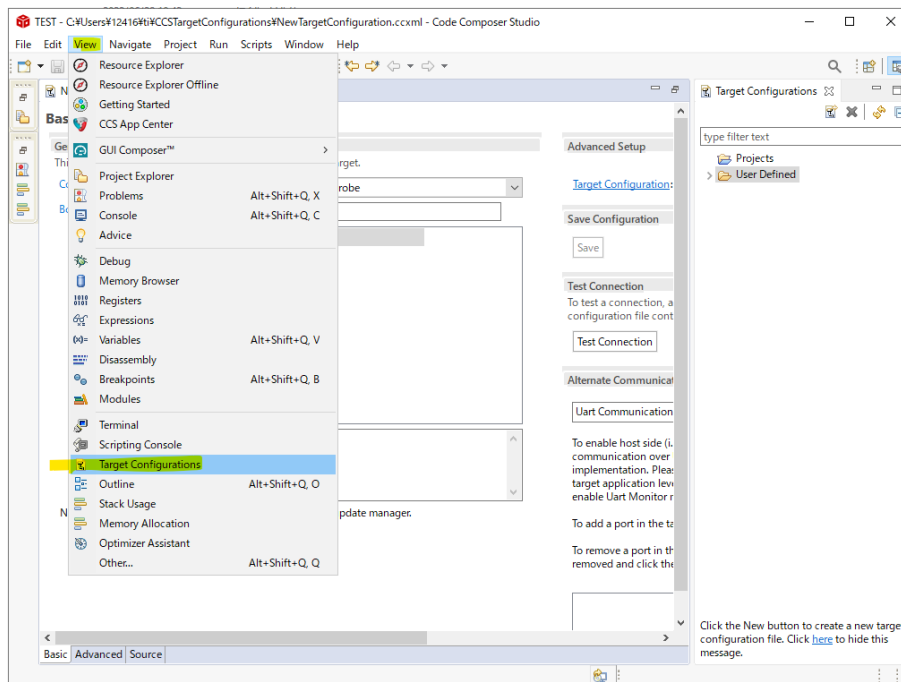 TEST - C:¥Users¥12416¥ti¥CCSTargetConfigurations¥NewTargetConfiguration.ccxml - Code Composer Studio
File Edit View Navigate Project Run Scripts Window Help
Resource Explorer
Resource Explorer Offline
Getting Started
CCS App Center
GUI Composer™
Project Explorer
Problems Alt+Shift+Q, X
Console Alt+Shift+Q, C
Advice
Debug
Memory Browser
Registers
Expressions
Variables Alt+Shift+Q, V
Disassembly
Breakpoints Alt+Shift+Q, B
Modules
Terminal
Scripting Console
Target Configurations
Outline Alt+Shift+Q, O
Stack Usage
Memory Allocation
Optimizer Assistant
Other... Alt+Shift+Q, Q
N
Bas
Ge
Thi
rget.
Co
robe
Bo
N
pdate manager.
Advanced Setup
Target Configuration:
Save Configuration
Save
Test Connection
To test a connection, a
configuration file cont
Test Connection
Alternate Communicat
Uart Communication
To enable host side (i.
communication over
implementation. Pleas
target application leve
enable Uart Monitor r
To add a port in the ta
To remove a port in th
removed and click the
Basic Advanced Source
Target Configurations
type filter text
Projects
User Defined
Click the New button to create a new targe
configuration file. Click here to hide this
message.